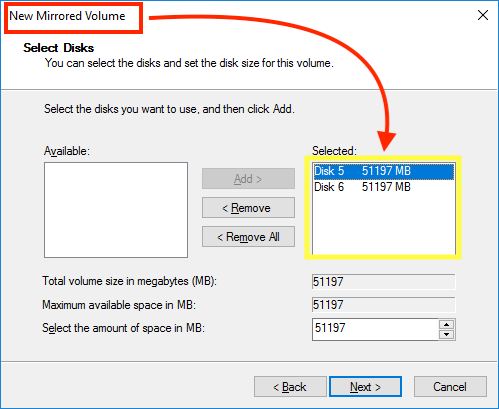 New Mirrored Volume
Select Disks
You can select the disks and set the disk size for this volume.
Select the disks you want to use, and then click Add.
Available:
Selected:
Add >
< Remove
< Remove All
Disk 5 51197 MB
Disk 6 51197 MB
Total volume size in megabytes (MB): 51197
Maximum available space in MB: 51197
Select the amount of space in MB: 51197
< Back Next > Cancel